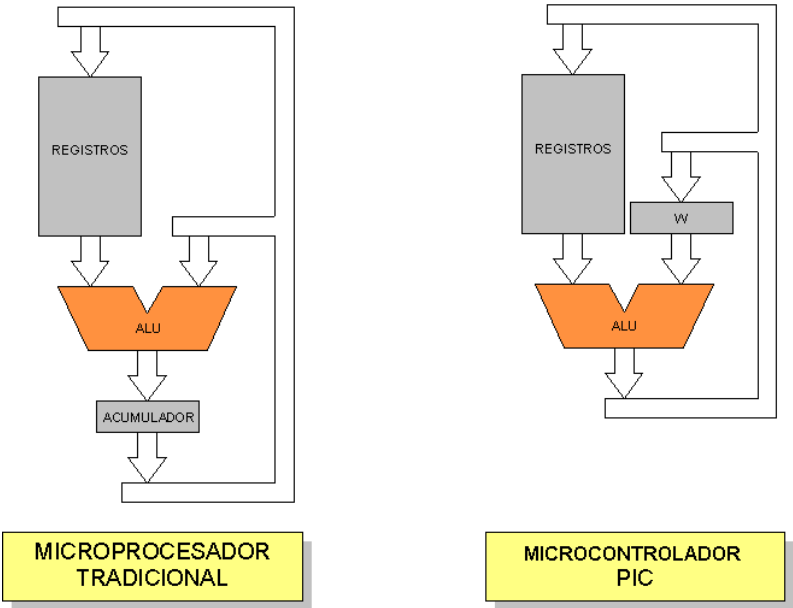 REGISTROS
ALU
ACUMULADOR
MICROPROCESADOR
TRADICIONAL
REGISTROS
W
ALU
MICROCONTROLADOR
PIC